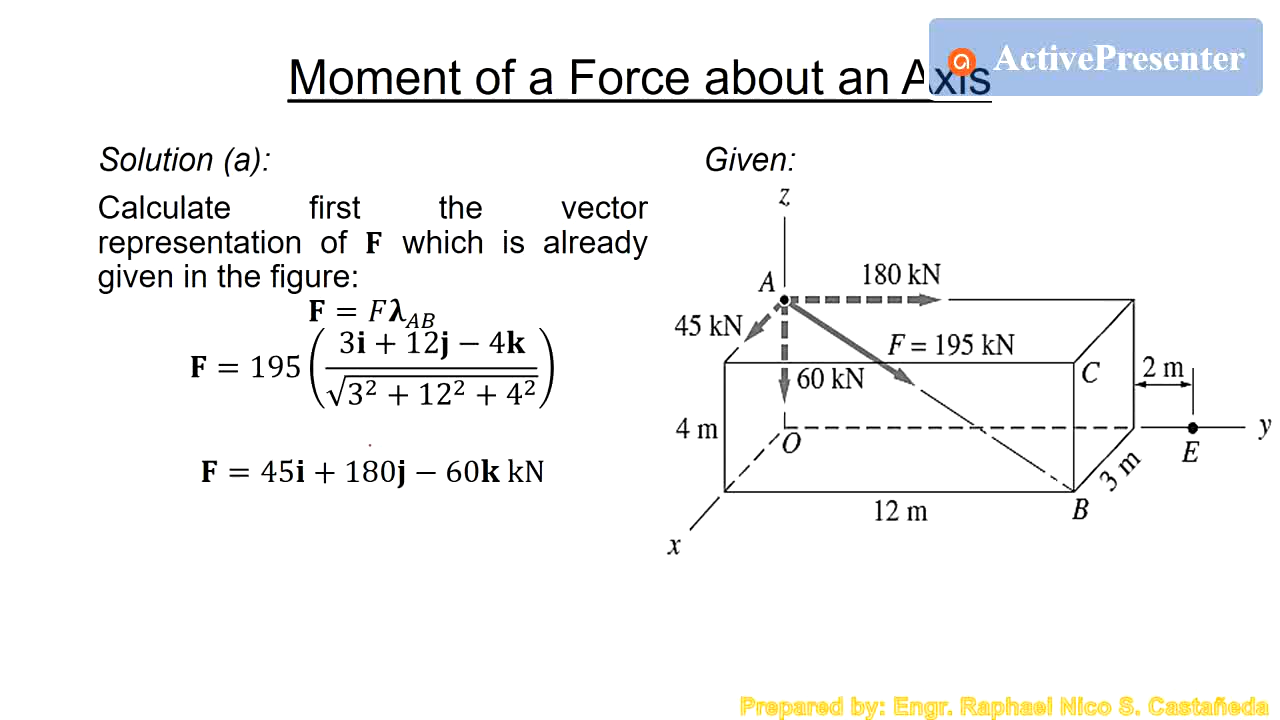 ActivePresenter
Moment of a Force about an Axis
Solution (a):
Calculate first the vector
representation of F which is already
given in the figure:
F = Fλ_AB
F = 195 ( (3i + 12j − 4k) / √(3² + 12² + 4²) )
F = 45i + 180j − 60k kN
Given:
z
A
180 kN
45 kN
F = 195 kN
60 kN
C
2 m
4 m
O
y
E
3 m
12 m
B
x
Prepared by: Engr. Raphael Nico S. Castañeda